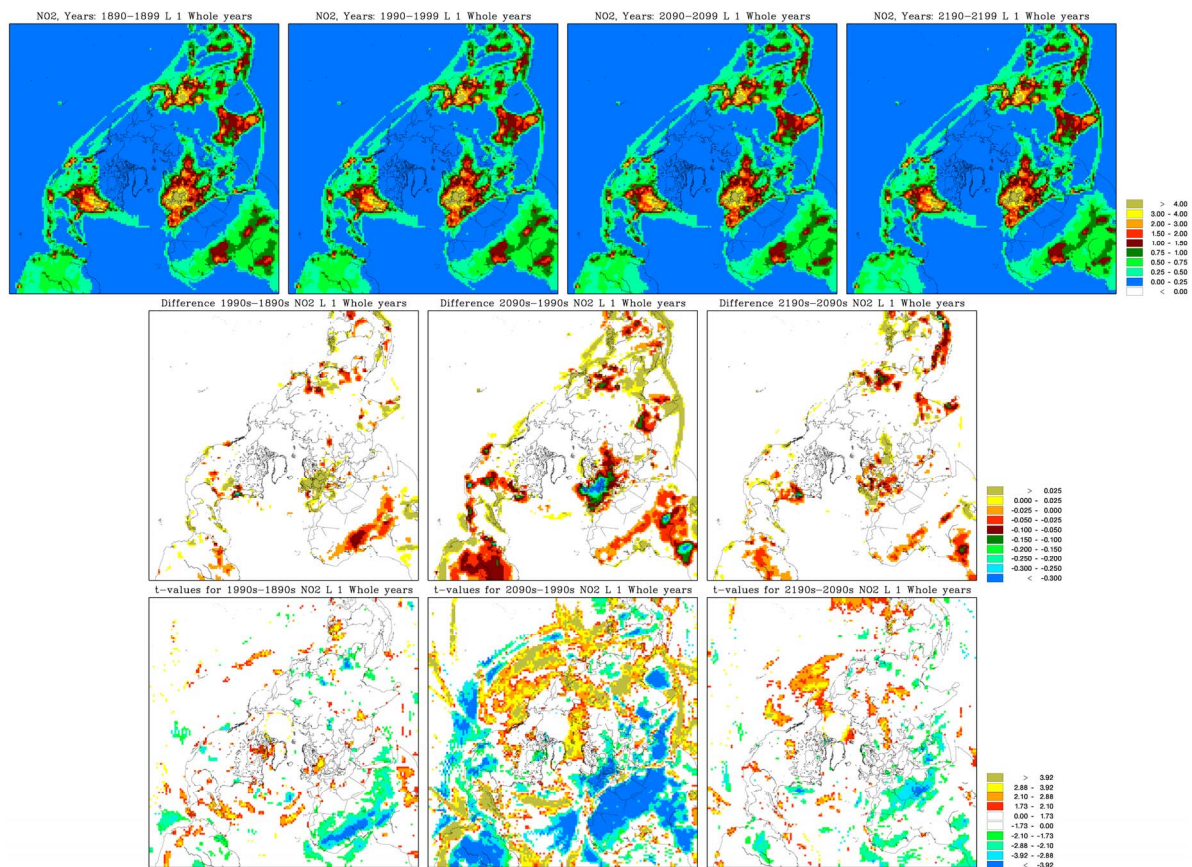 NO2, Years: 1890-1899 L 1 Whole years
NO2, Years: 1990-1999 L 1 Whole years
NO2, Years: 2090-2099 L 1 Whole years
NO2, Years: 2190-2199 L 1 Whole years
> 4.00
3.00 - 4.00
2.00 - 3.00
1.50 - 2.00
1.00 - 1.50
0.75 - 1.00
0.50 - 0.75
0.25 - 0.50
0.00 - 0.25
< 0.00
Difference 1990s-1890s NO2 L 1 Whole years
Difference 2090s-1990s NO2 L 1 Whole years
Difference 2190s-2090s NO2 L 1 Whole years
> 0.025
0.000 - 0.025
-0.025 - 0.000
-0.050 - -0.025
-0.100 - -0.050
-0.150 - -0.100
-0.200 - -0.150
-0.250 - -0.200
-0.300 - -0.250
< -0.300
t-values for 1990s-1890s NO2 L 1 Whole years
t-values for 2090s-1990s NO2 L 1 Whole years
t-values for 2190s-2090s NO2 L 1 Whole years
> 3.92
2.88 - 3.92
2.10 - 2.88
1.73 - 2.10
0.00 - 1.73
-1.73 - 0.00
-2.10 - -1.73
-2.88 - -2.10
-3.92 - -2.88
< -3.92